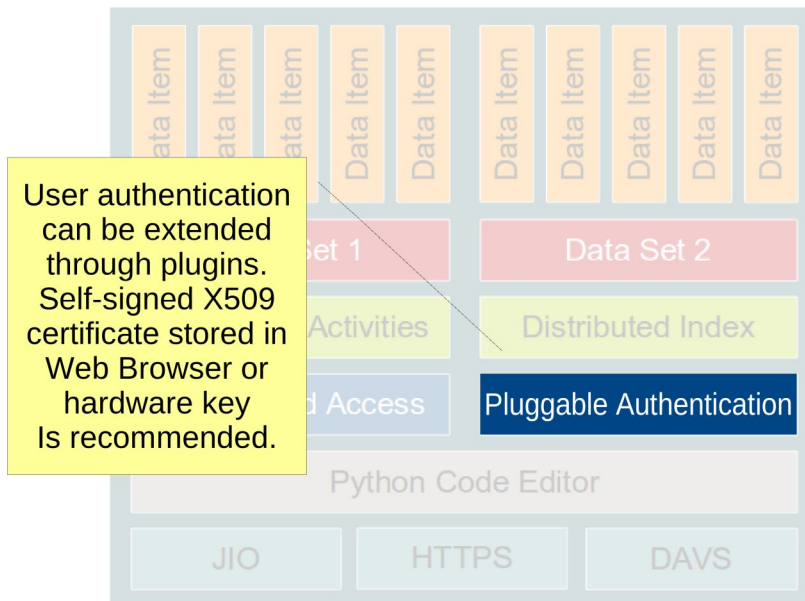 Data Item
Data Item
Data Item
Data Item
Data Item
Data Item
Data Item
Data Item
Data Item
Data Item
User authentication
can be extended
through plugins.
Self-signed X509
certificate stored in
Web Browser or
hardware key
Is recommended.
Set 1
Data Set 2
Activities
Distributed Index
Access
Pluggable Authentication
Python Code Editor
JIO
HTTPS
DAVS